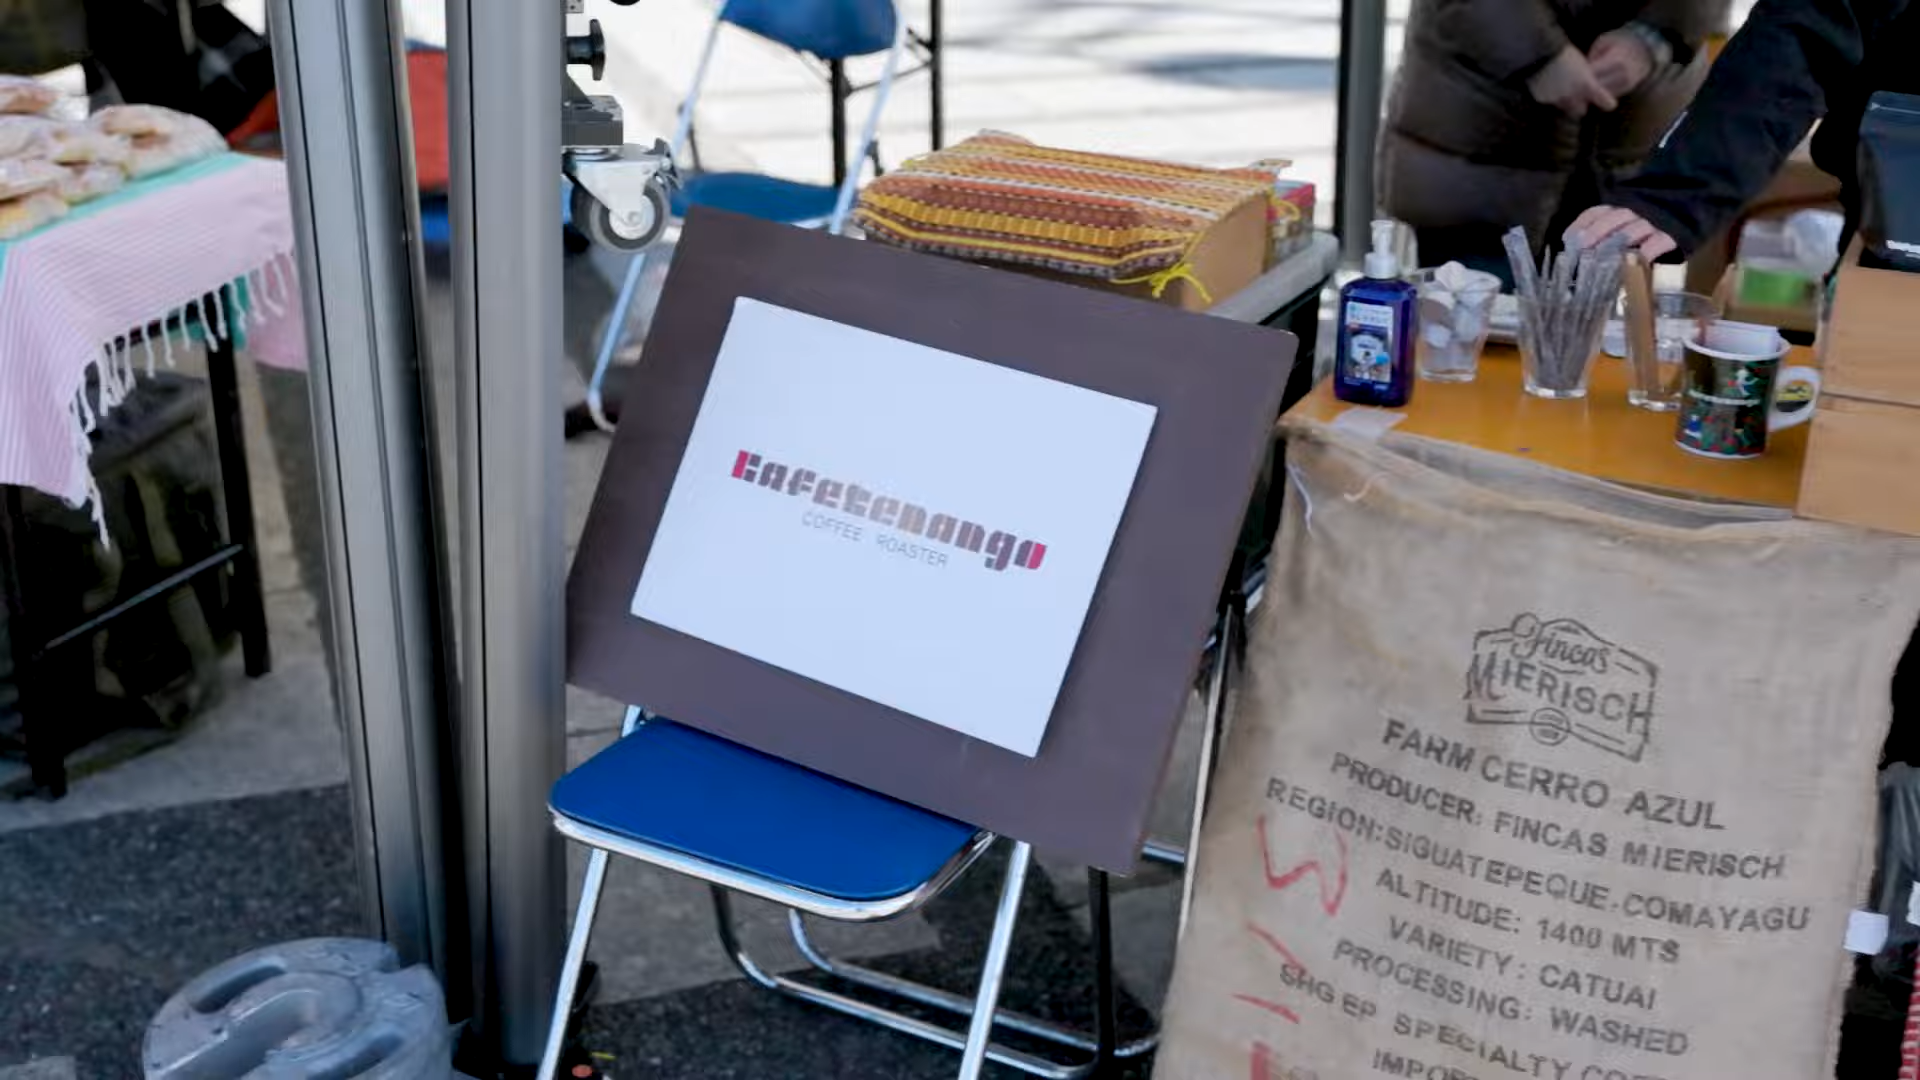 Cafetenango
COFFEE ROASTER
Fincas
MIERISCH
FARM CERRO AZUL
PRODUCER: FINCAS MIERISCH
REGION:SIGUATEPEQUE.COMAYAGU
ALTITUDE: 1400 MTS
VARIETY: CATUAI
PROCESSING: WASHED
SHG EP SPECIALTY